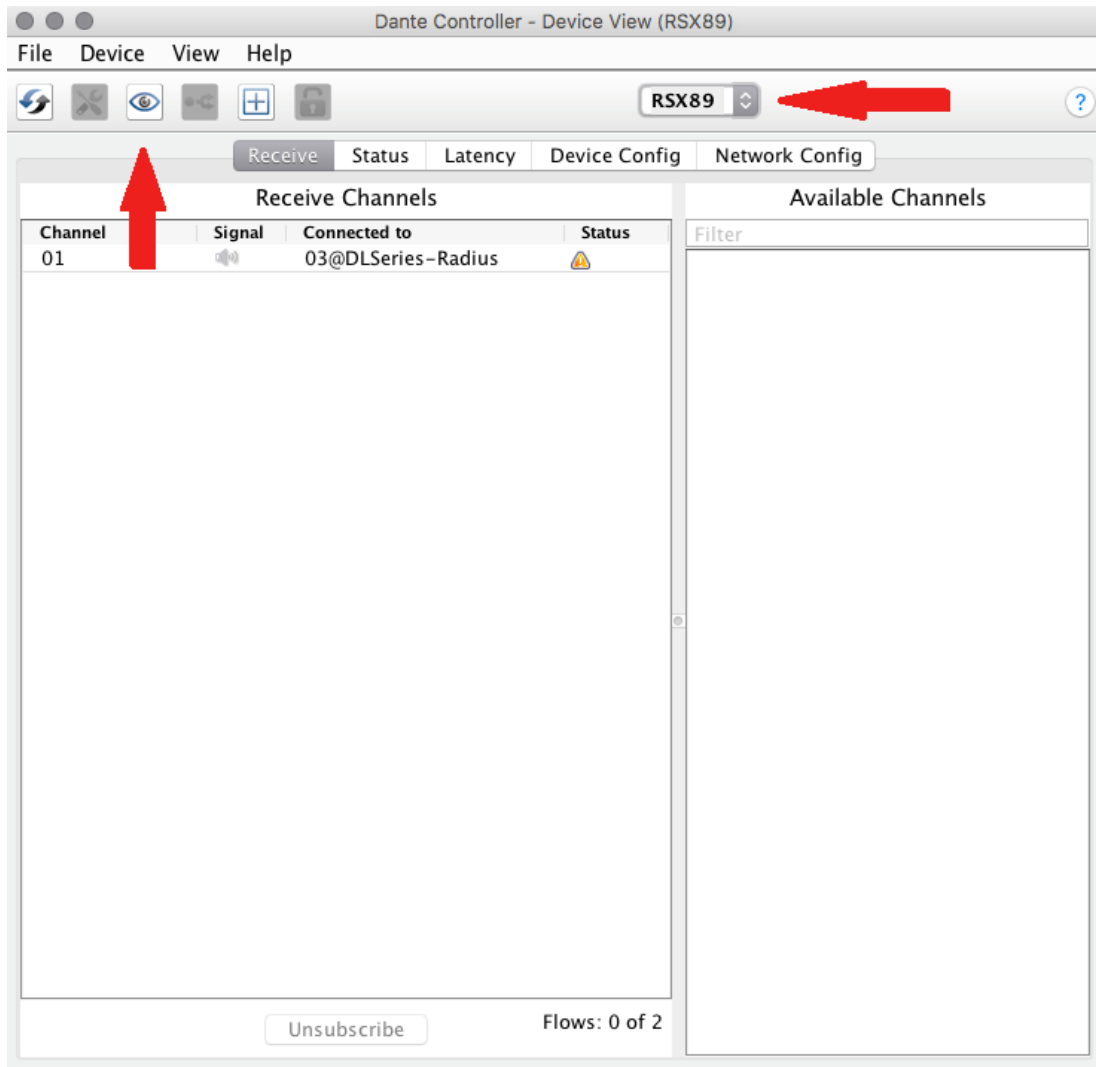 Dante Controller - Device View (RSX89)
File Device View Help
RSX89
?
Receive Status Latency Device Config Network Config
Receive Channels Available Channels
Channel Signal Connected to Status Filter
01 03@DLSeries-Radius
Unsubscribe Flows: 0 of 2